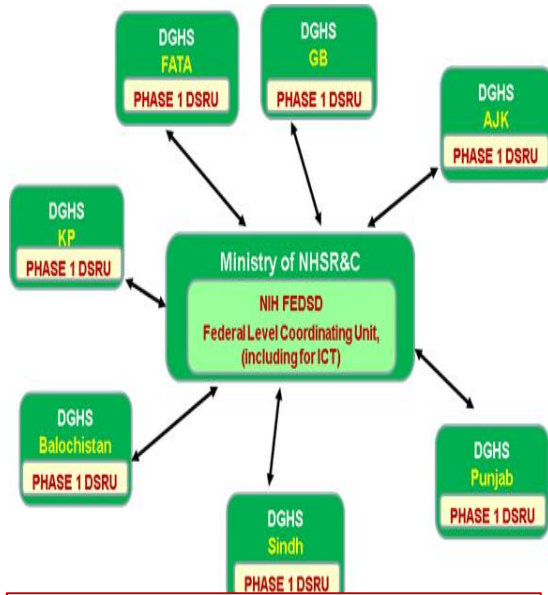 DGHS
FATA
PHASE 1 DSRU
DGHS
GB
PHASE 1 DSRU
DGHS
AJK
PHASE 1 DSRU
DGHS
KP
PHASE 1 DSRU
Ministry of NHSR&C
NIH FEDSD
Federal Level Coordinating Unit,
(including for ICT)
DGHS
Balochistan
PHASE 1 DSRU
DGHS
Punjab
PHASE 1 DSRU
DGHS
Sindh
PHASE 1 DSRU